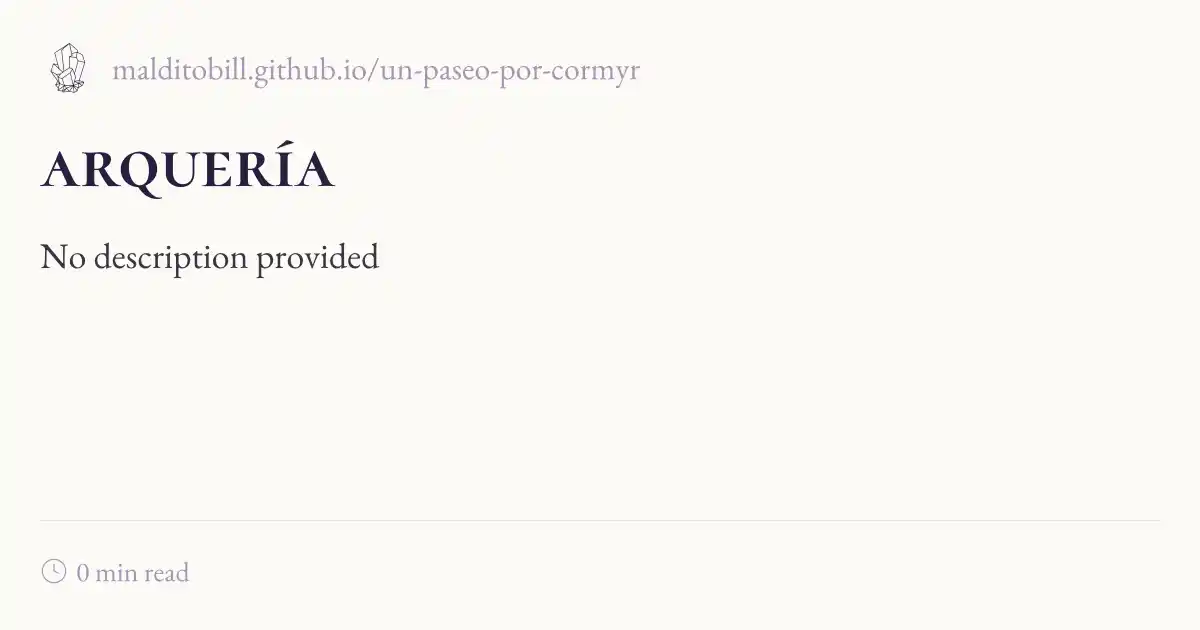 malditobill.github.io/un-paseo-por-cormyr
ARQUERÍA
No description provided
0 min read